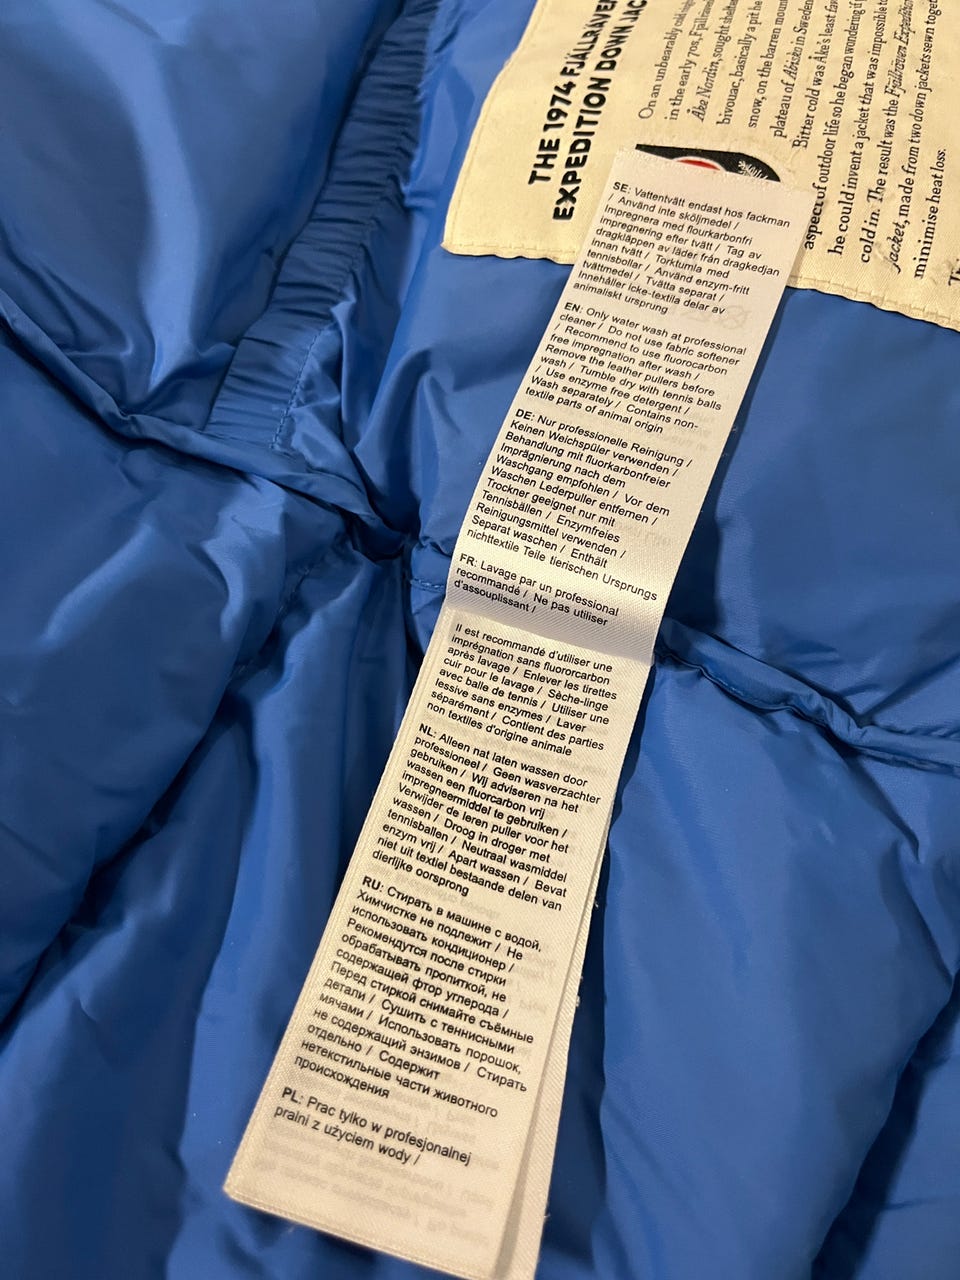 THE 1974 FJÄLLRÄVEN
EXPEDITION DOWN JAC
On an unbearably cold
in the early 70s, Fjällräven
Åke Nordin, sought shelter
bivouac, basically a pit he
snow, on the barren mount
plateau of Abisko in Sweden
Bitter cold was Åke's least fav
aspect of outdoor life so he began wondering if
he could invent a jacket that was impossible to
cold in. The result was the Fjällräven Expedition
Jacket, made from two down jackets sewn toget
minimise heat loss.
SE: Vattentvätt endast hos fackman
/ Använd inte sköljmedel /
Impregnera med flourkarbonfri
impregnering efter tvätt / Tag av
dragkläppen av läder från dragkedjan
innan tvätt / Torktumla med
tennisbollar / Använd enzym-fritt
tvättmedel / Tvätta separat /
Innehåller icke-textila delar av
animaliskt ursprung
EN: Only water wash at professional
cleaner / Do not use fabric softener
/ Recommend to use fluorocarbon
free impregnation after wash /
Remove the leather pullers before
wash / Tumble dry with tennis balls
/ Use enzyme free detergent /
Wash separately / Contains non-
textile parts of animal origin
DE: Nur professionelle Reinigung /
Keinen Weichspüler verwenden /
Behandlung mit fluorkarbonfreier
Imprägnierung nach dem
Waschgang empfohlen / Vor dem
Waschen Lederpuller entfernen /
Trockner geeignet nur mit
Tennisbällen / Enzymfreies
Reinigungsmittel verwenden /
Separat waschen / Enthält
nichttextile Teile tierischen Ursprungs
FR: Lavage par un professional
recommandé / Ne pas utiliser
d'assouplissant /
Il est recommandé d'utiliser une
imprégnation sans fluororcarbon
après lavage / Enlever les tirettes
cuir pour le lavage / Sèche-linge
avec balle de tennis / Utiliser une
lessive sans enzymes / Laver
séparément / Contient des parties
non textiles d'origine animale
NL: Alleen nat laten wassen door
professioneel / Geen wasverzachter
gebruiken / Wij adviseren na het
wassen een fluorcarbon vrij
impregneermiddel te gebruiken /
Verwijder de leren puller voor het
wassen / Droog in droger met
tennisballen / Neutraal wasmiddel
enzym vrij / Apart wassen / Bevat
niet uit textiel bestaande delen van
dierlijke oorsprong
RU: Стирать в машине с водой.
Химчистке не подлежит / Не
использовать кондиционер /
Рекомендутся после стирки
обрабатывать пропиткой, не
содержащей фтор углерода /
Перед стиркой снимайте съёмные
детали / Сушить с теннисными
мячами / Использовать порошок,
не содержащий энзимов / Стирать
отдельно / Содержит
нетекстильные части животного
происхождения
PL: Prac tylko w profesjonalnej
pralni z użyciem wody /